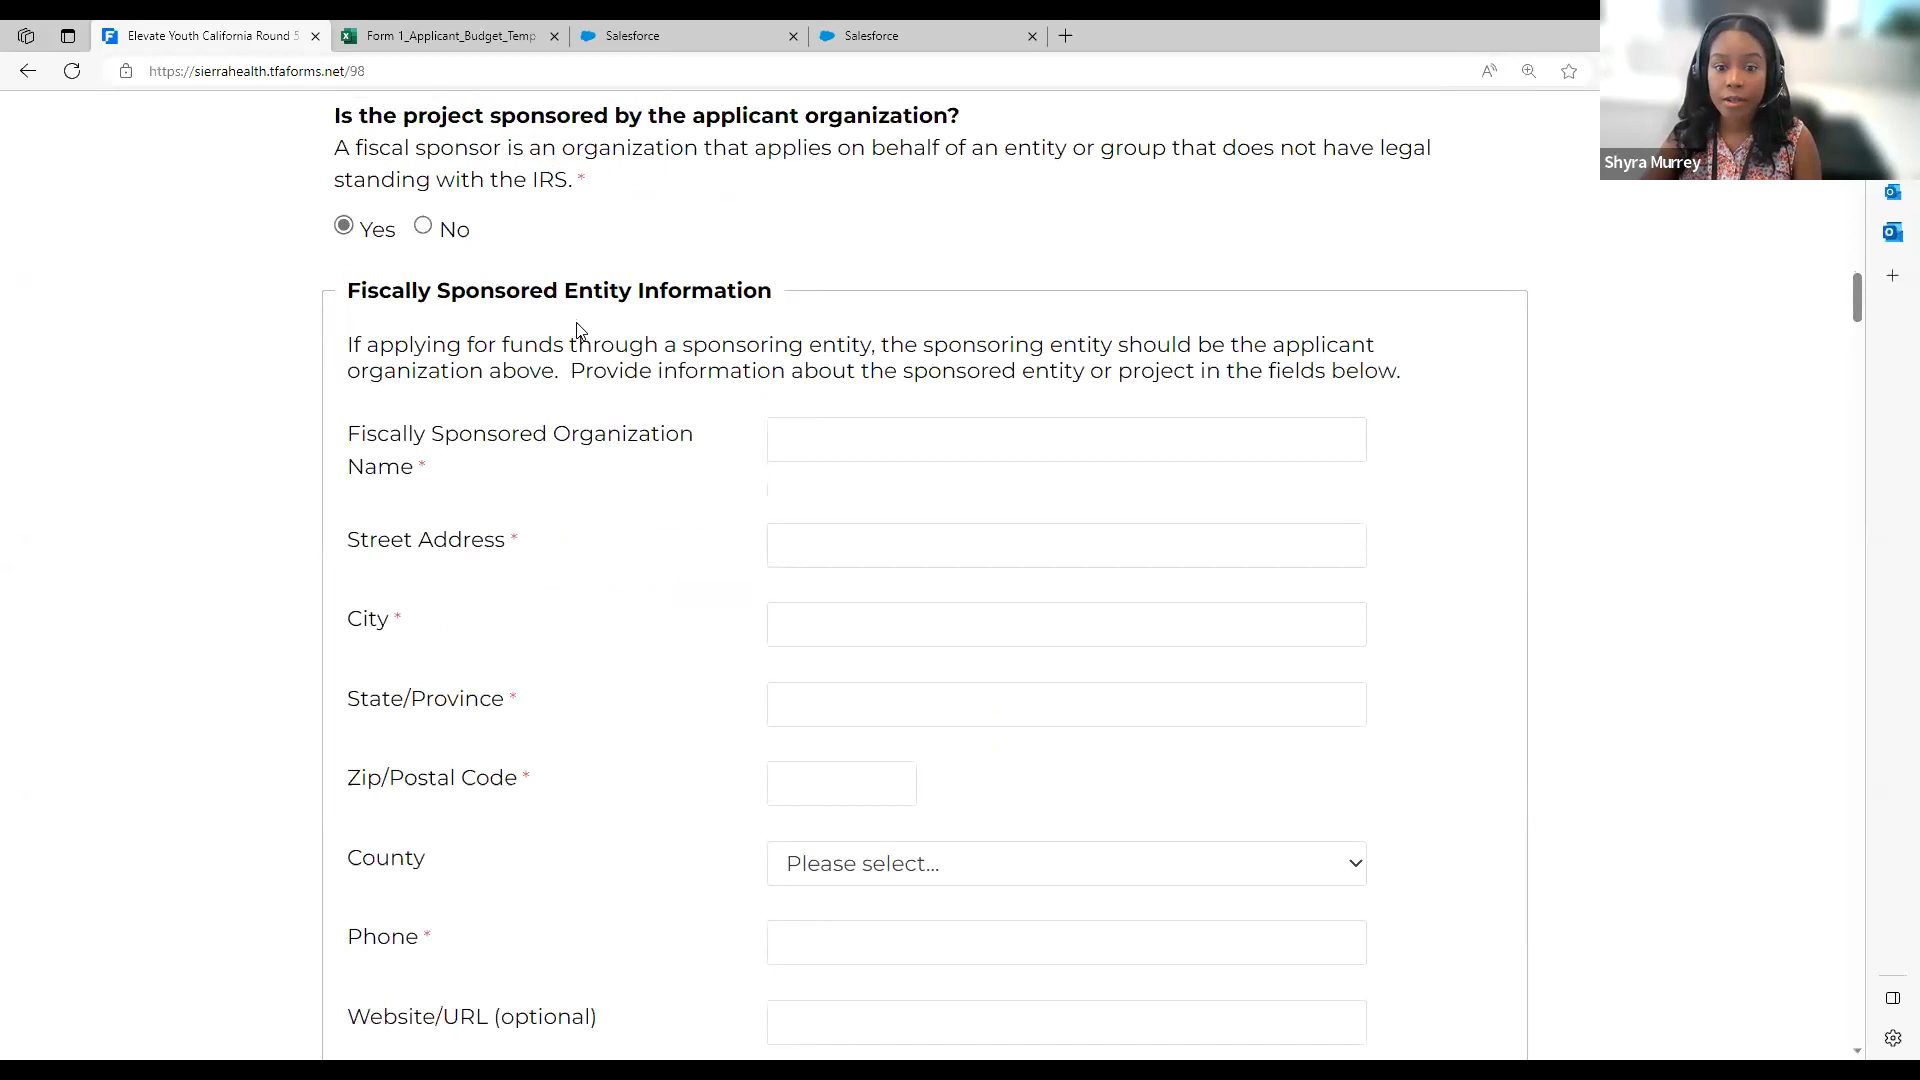 Elevate Youth California Round 5
Form 1_Applicant_Budget_Temp
Salesforce
Salesforce
https://sierrahealth.tfaforms.net/98
Shyra Murrey
Is the project sponsored by the applicant organization?
A fiscal sponsor is an organization that applies on behalf of an entity or group that does not have legal
standing with the IRS. *
Yes No
Fiscally Sponsored Entity Information
If applying for funds through a sponsoring entity, the sponsoring entity should be the applicant
organization above. Provide information about the sponsored entity or project in the fields below.
Fiscally Sponsored Organization
Name *
Street Address *
City *
State/Province *
Zip/Postal Code *
County
Please select...
Phone *
Website/URL (optional)